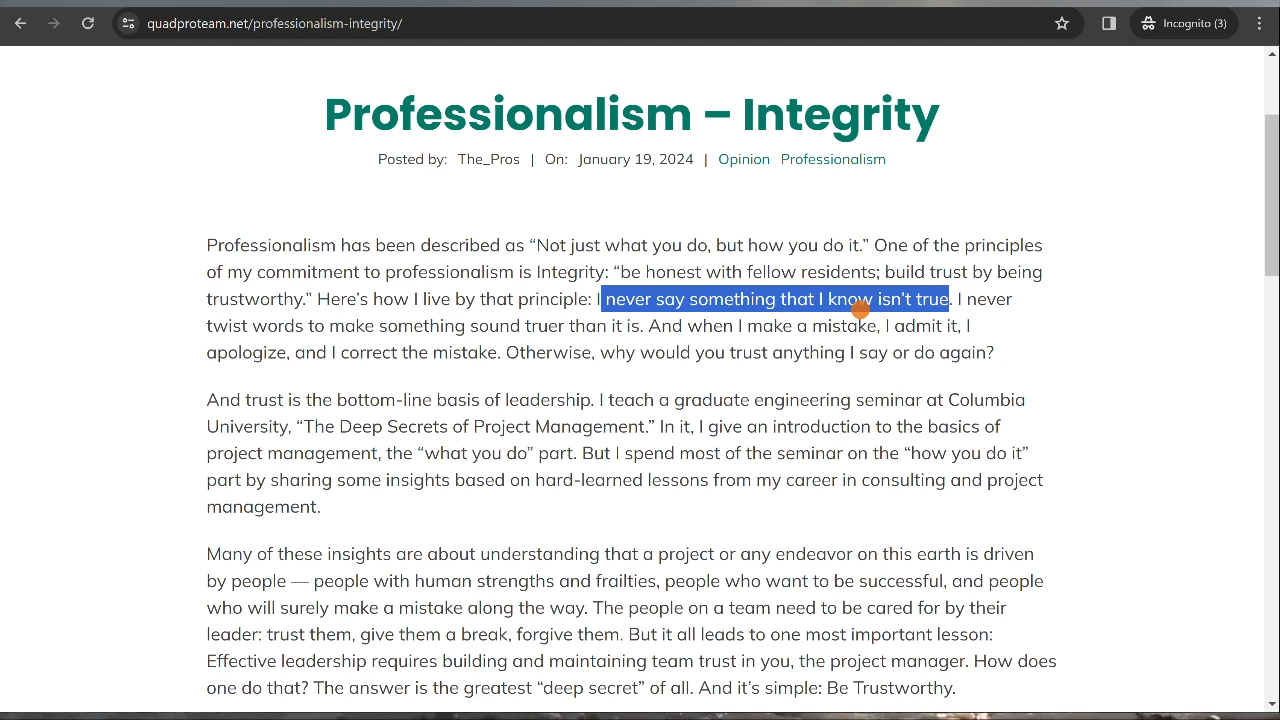 quadproteam.net/professionalism-integrity/
Incognito (3)
Professionalism – Integrity
Posted by: The_Pros | On: January 19, 2024 | Opinion Professionalism
Professionalism has been described as “Not just what you do, but how you do it.” One of the principles
of my commitment to professionalism is Integrity: “be honest with fellow residents; build trust by being
trustworthy.” Here’s how I live by that principle: I never say something that I know isn’t true. I never
twist words to make something sound truer than it is. And when I make a mistake, I admit it, I
apologize, and I correct the mistake. Otherwise, why would you trust anything I say or do again?
And trust is the bottom-line basis of leadership. I teach a graduate engineering seminar at Columbia
University, “The Deep Secrets of Project Management.” In it, I give an introduction to the basics of
project management, the “what you do” part. But I spend most of the seminar on the “how you do it”
part by sharing some insights based on hard-learned lessons from my career in consulting and project
management.
Many of these insights are about understanding that a project or any endeavor on this earth is driven
by people — people with human strengths and frailties, people who want to be successful, and people
who will surely make a mistake along the way. The people on a team need to be cared for by their
leader: trust them, give them a break, forgive them. But it all leads to one most important lesson:
Effective leadership requires building and maintaining team trust in you, the project manager. How does
one do that? The answer is the greatest “deep secret” of all. And it’s simple: Be Trustworthy.